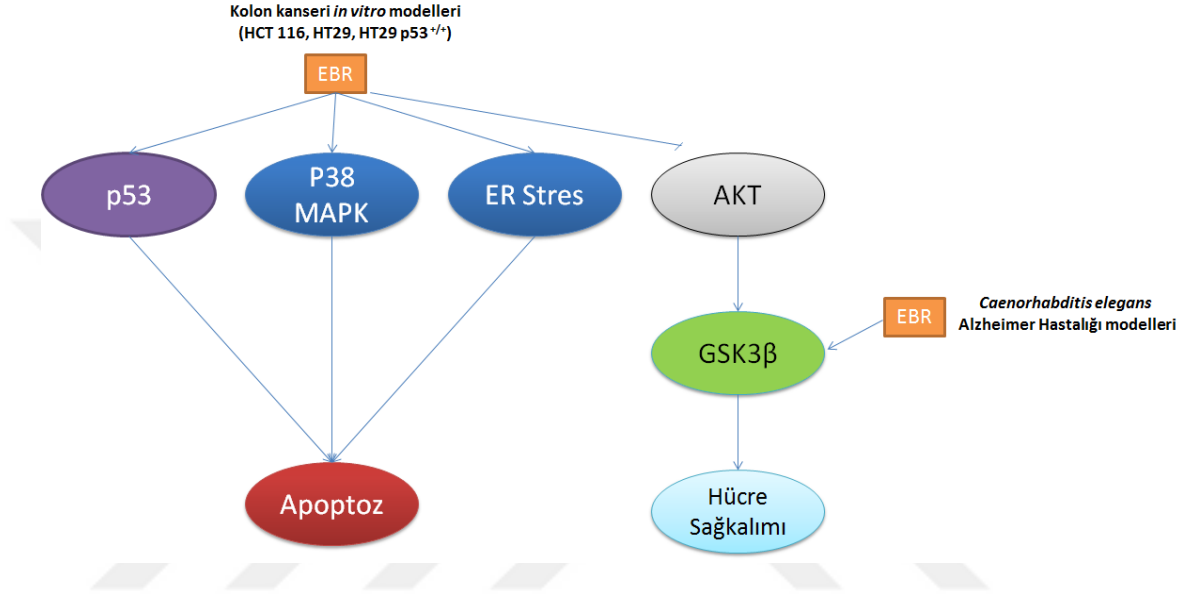 Kolon kanseri in vitro modelleri
(HCT 116, HT29, HT29 p53 +/+)
EBR
p53
P38
MAPK
ER Stres
AKT
GSK3β
EBR
Caenorhabditis elegans
Alzheimer Hastalığı modelleri
Apoptoz
Hücre
Sağkalımı